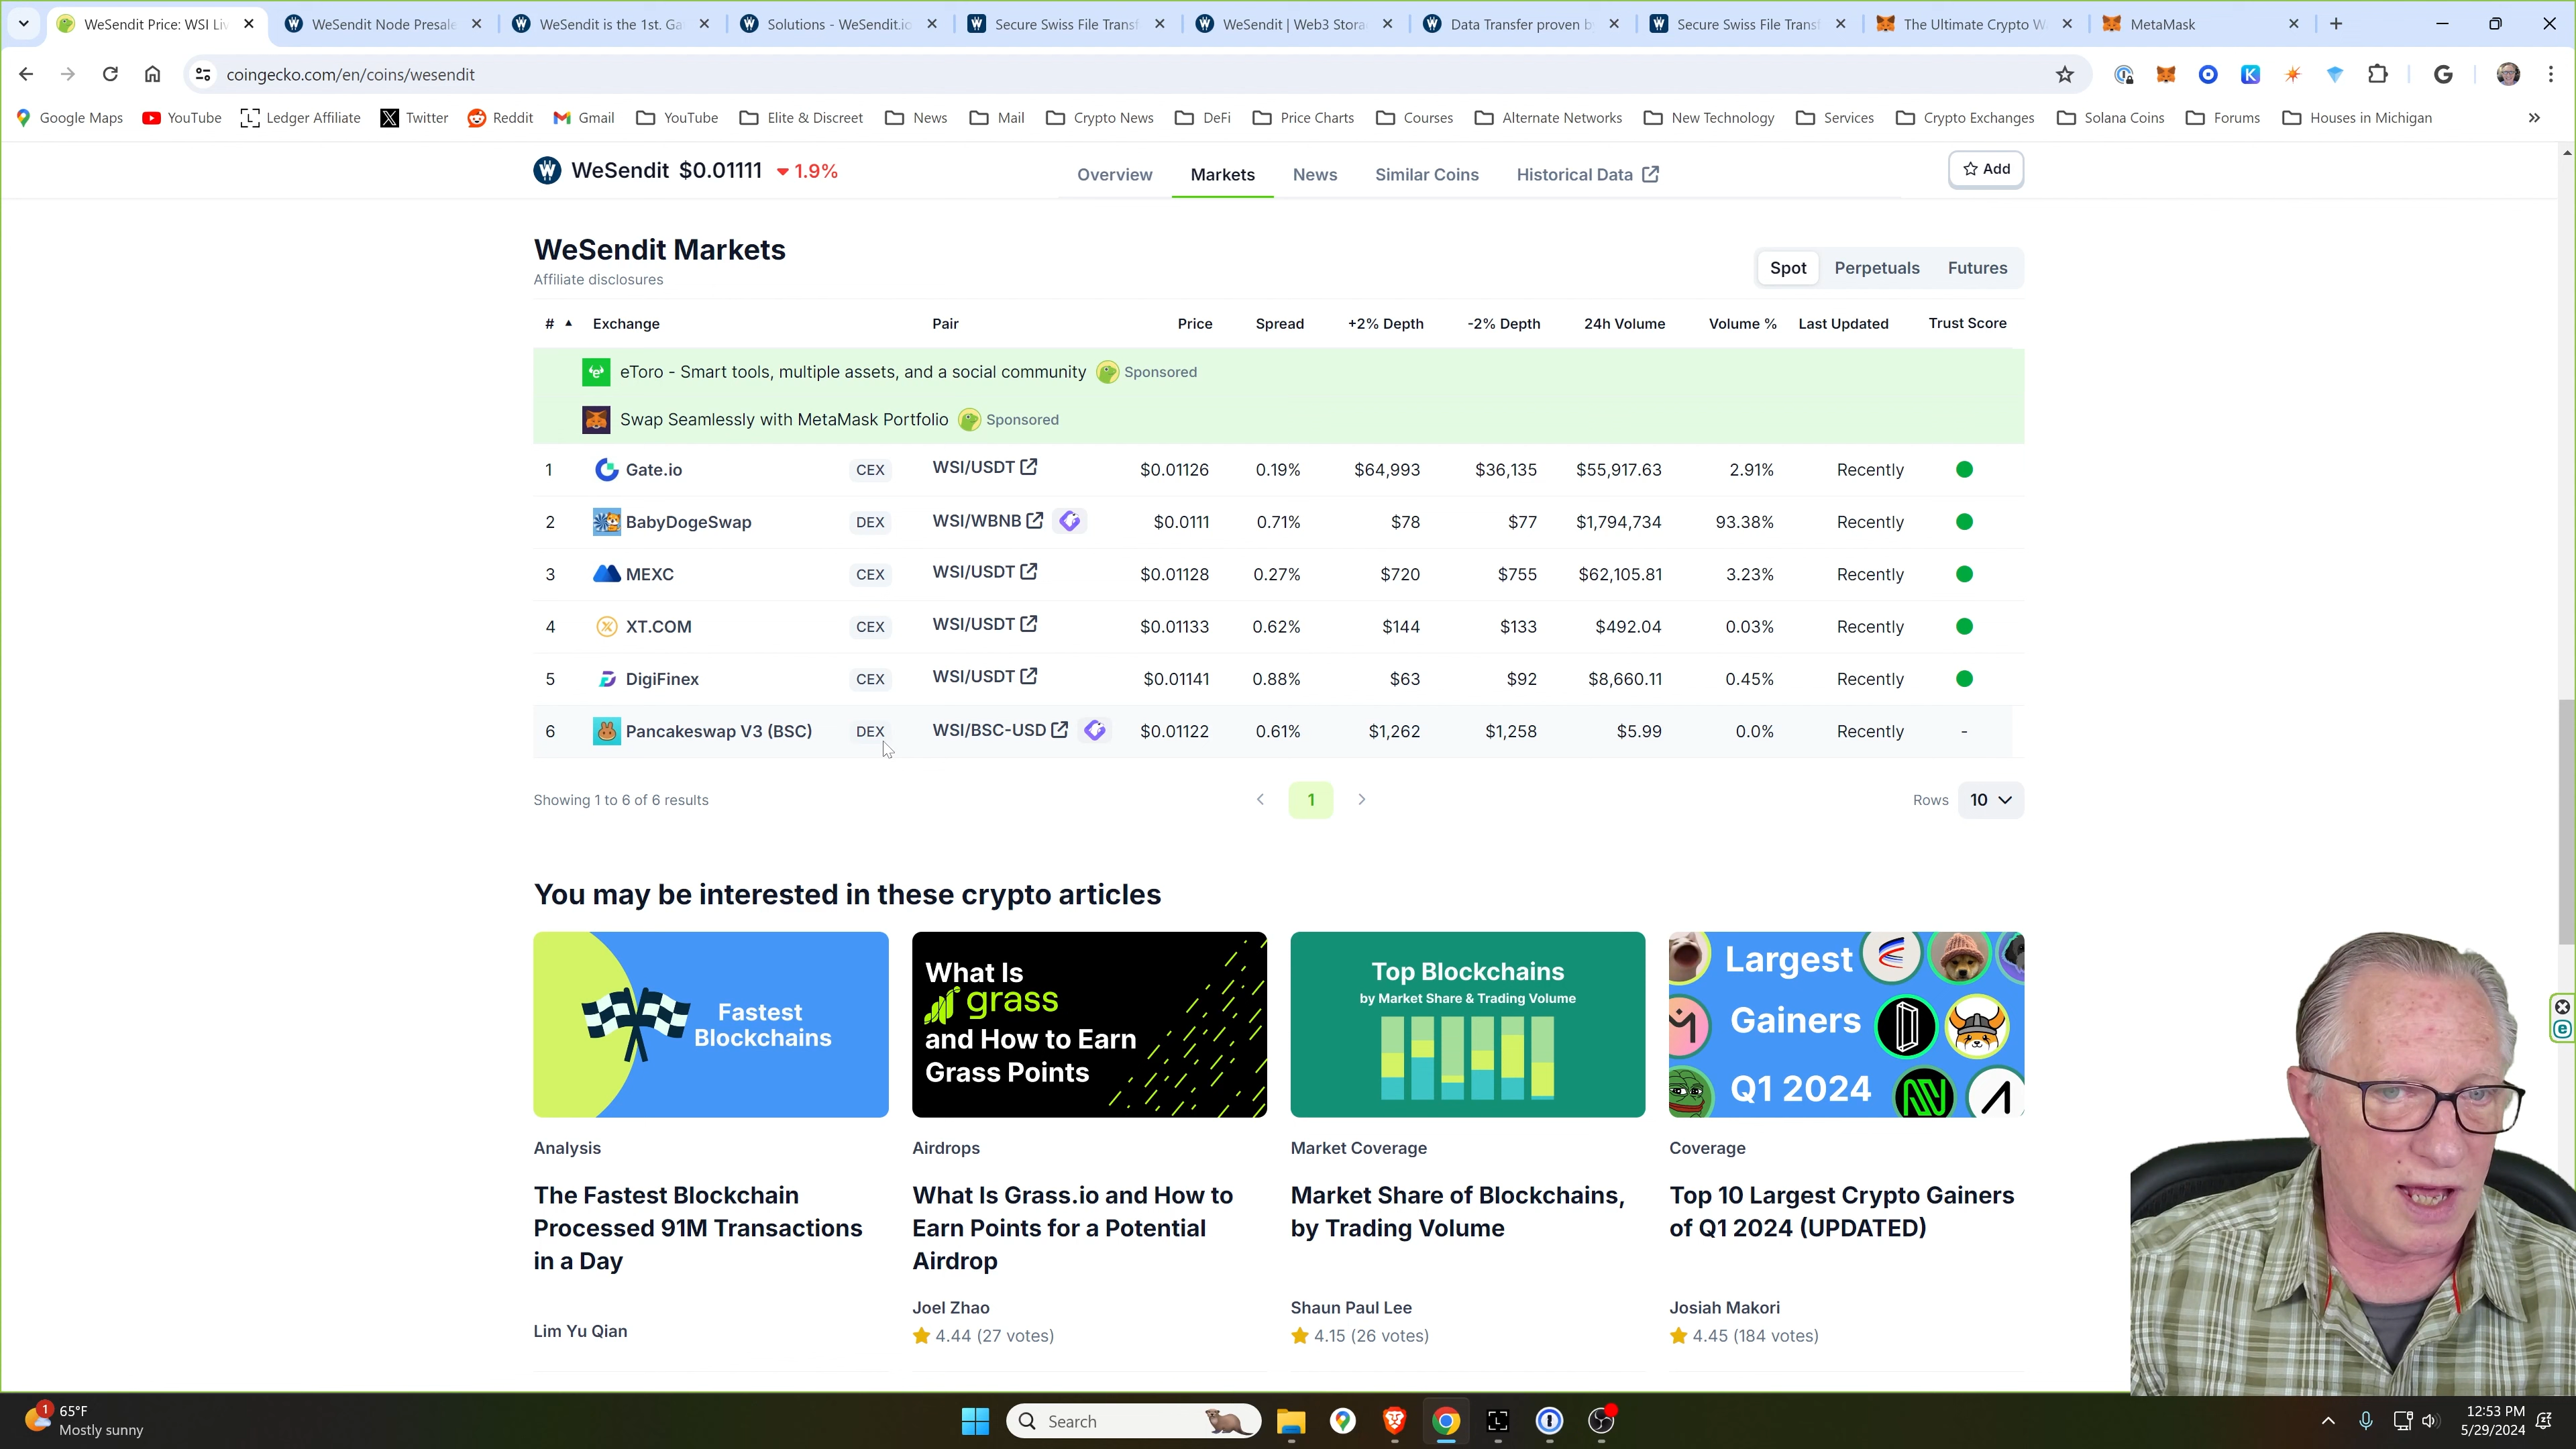 WeSendit Price: WSI Liv
WeSendit Node Presale
WeSendit is the 1st. Ga
Solutions - WeSendit.io
Secure Swiss File Transf
WeSendit | Web3 Stora
Data Transfer proven b
Secure Swiss File Transf
The Ultimate Crypto W
MetaMask
coingecko.com/en/coins/wesendit
Google Maps YouTube Ledger Affiliate Twitter Reddit Gmail YouTube Elite & Discreet News Mail Crypto News DeFi Price Charts Courses Alternate Networks New Technology Services Crypto Exchanges Solana Coins Forums Houses in Michigan »
WeSendit $0.01111 1.9%
Overview Markets News Similar Coins Historical Data
Add
WeSendit Markets
Affiliate disclosures
Spot Perpetuals Futures
# Exchange Pair Price Spread +2% Depth -2% Depth 24h Volume Volume % Last Updated Trust Score
eToro - Smart tools, multiple assets, and a social community Sponsored
Swap Seamlessly with MetaMask Portfolio Sponsored
1 Gate.io CEX WSI/USDT $0.01126 0.19% $64,993 $36,135 $55,917.63 2.91% Recently
2 BabyDogeSwap DEX WSI/WBNB $0.0111 0.71% $78 $77 $1,794,734 93.38% Recently
3 MEXC CEX WSI/USDT $0.01128 0.27% $720 $755 $62,105.81 3.23% Recently
4 XT.COM CEX WSI/USDT $0.01133 0.62% $144 $133 $492.04 0.03% Recently
5 DigiFinex CEX WSI/USDT $0.01141 0.88% $63 $92 $8,660.11 0.45% Recently
6 Pancakeswap V3 (BSC) DEX WSI/BSC-USD $0.01122 0.61% $1,262 $1,258 $5.99 0.0% Recently -
Showing 1 to 6 of 6 results
1
Rows 10
You may be interested in these crypto articles
Fastest
Blockchains
What Is
grass
and How to Earn
Grass Points
Top Blockchains
by Market Share & Trading Volume
Largest
Gainers
Q1 2024
Analysis
The Fastest Blockchain
Processed 91M Transactions
in a Day
Lim Yu Qian
Airdrops
What Is Grass.io and How to
Earn Points for a Potential
Airdrop
Joel Zhao
4.44 (27 votes)
Market Coverage
Market Share of Blockchains,
by Trading Volume
Shaun Paul Lee
4.15 (26 votes)
Coverage
Top 10 Largest Crypto Gainers
of Q1 2024 (UPDATED)
Josiah Makori
4.45 (184 votes)
1
65°F
Mostly sunny
Search
12:53 PM
5/29/2024